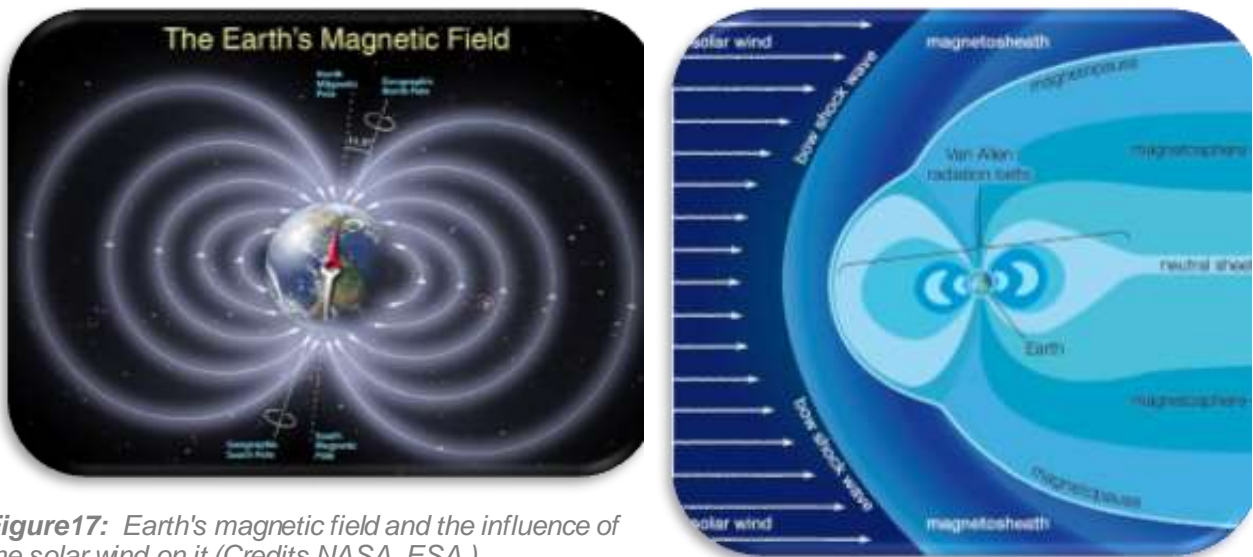 The Earth's Magnetic Field
North
Magnetic
Pole
Geographic
North Pole
Geographic
South Pole
South
Magnetic
Pole
igure17: Earth's magnetic field and the influence of
he solar wind on it (Credits NASA, ESA.)
solar wind
magnetosheath
bow shock wave
magnetopause
Van Allen
radiation belts
magnetosphere
neutral sheet
Earth
magnetosphere
bow shock wave
magnetopause
solar wind
magnetosheath